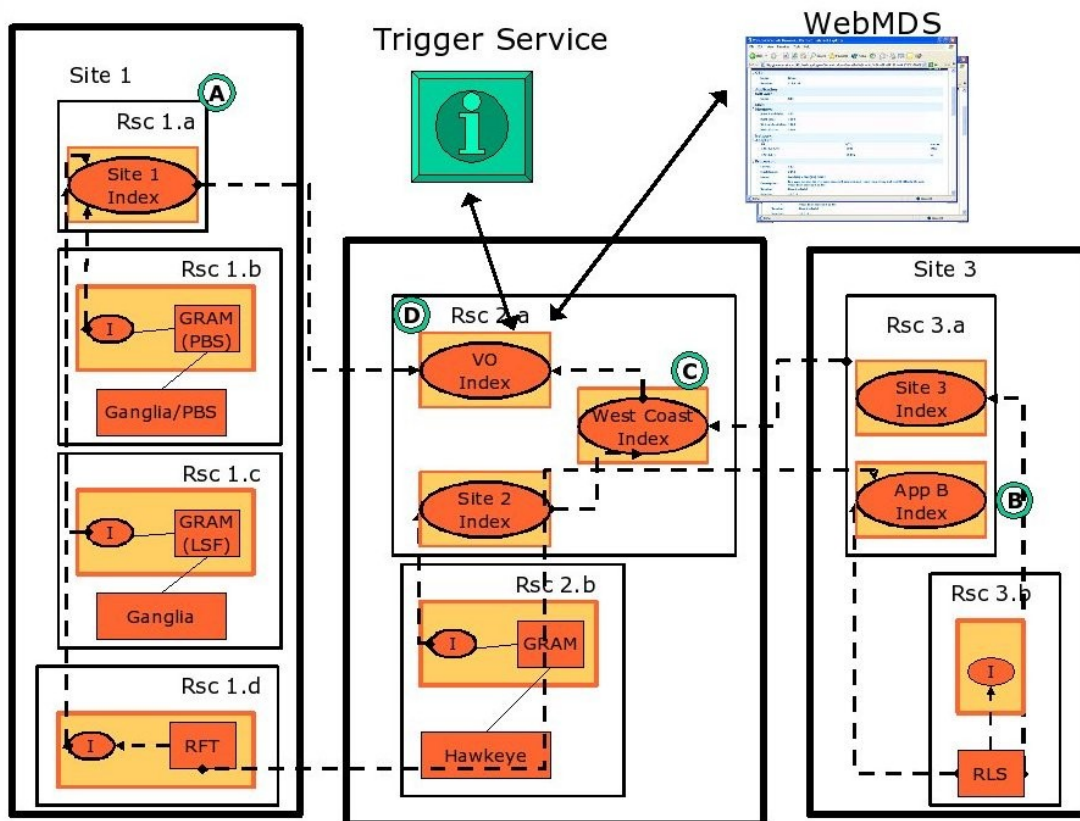 Trigger Service
WebMDS
Site 1
A
Rsc 1.a
Site 1
Index
Rsc 1.b
I
GRAM
(PBS)
Ganglia/PBS
Rsc 1.c
I
GRAM
(LSF)
Ganglia
Rsc 1.d
I
RFT
D
Rsc 2.a
VO
Index
C
West Coast
Index
Site 2
Index
Rsc 2.b
I
GRAM
Hawkeye
Site 3
Rsc 3.a
Site 3
Index
App B
Index
B
Rsc 3.b
I
RLS